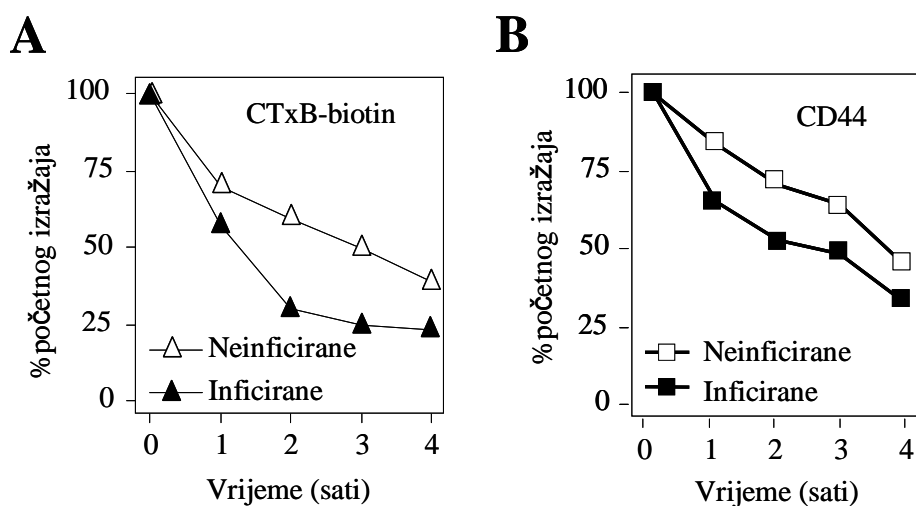 A
CTxB-biotin
%početnog izražaja
100
75
50
25
0
Neinficirane
Inficirane
0 1 2 3 4
Vrijeme (sati)
B
CD44
%početnog izražaja
100
75
50
25
0
Neinficirane
Inficirane
0 1 2 3 4
Vrijeme (sati)